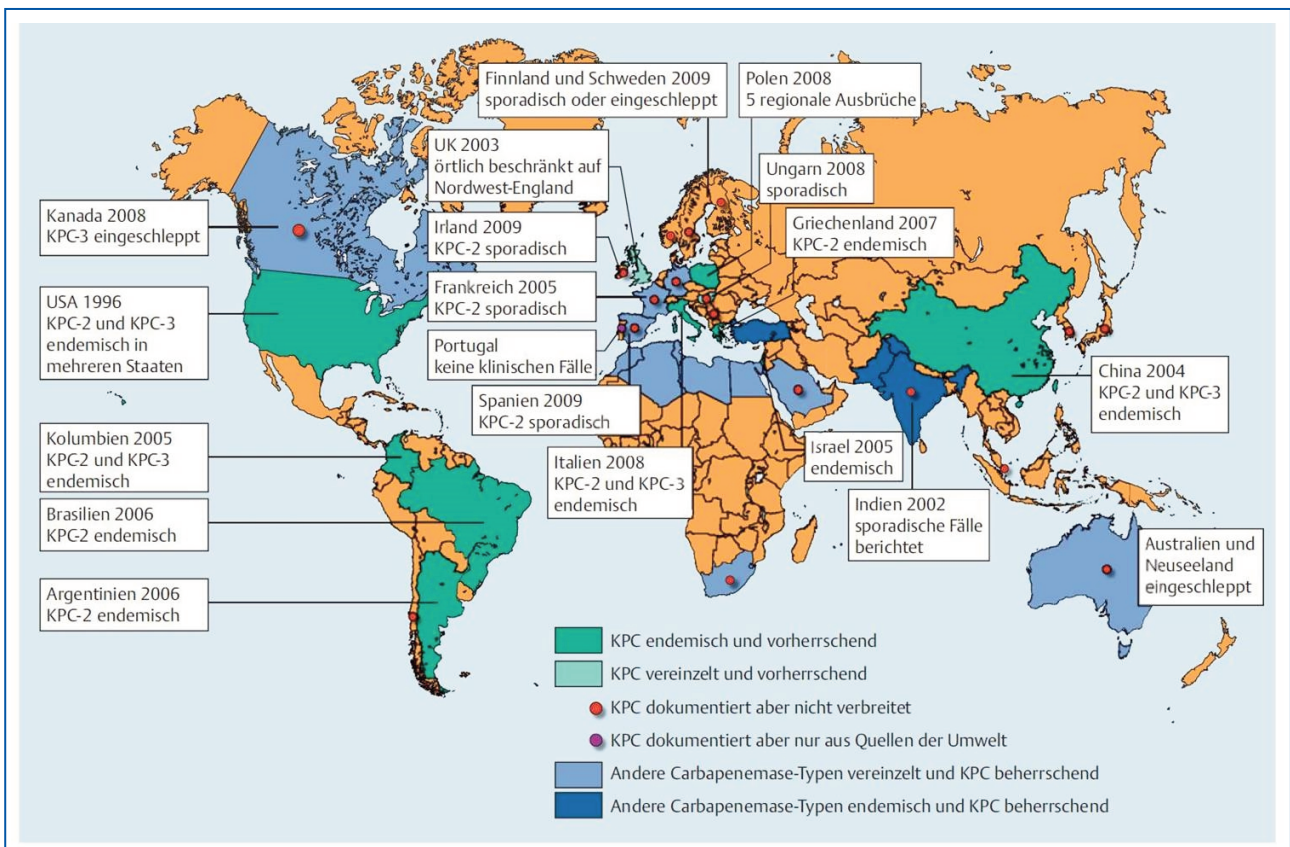 Finnland und Schweden 2009
sporadisch oder eingeschleppt
Polen 2008
5 regionale Ausbrüche
UK 2003
örtlich beschränkt auf
Nordwest-England
Ungarn 2008
sporadisch
Kanada 2008
KPC-3 eingeschleppt
Irland 2009
KPC-2 sporadisch
Griechenland 2007
KPC-2 endemisch
USA 1996
KPC-2 und KPC-3
endemisch in
mehreren Staaten
Frankreich 2005
KPC-2 sporadisch
Portugal
keine klinischen Fälle
China 2004
KPC-2 und KPC-3
endemisch
Spanien 2009
KPC-2 sporadisch
Kolumbien 2005
KPC-2 und KPC-3
endemisch
Italien 2008
KPC-2 und KPC-3
endemisch
Israel 2005
endemisch
Indien 2002
sporadische Fälle
berichtet
Brasilien 2006
KPC-2 endemisch
Australien und
Neuseeland
eingeschleppt
Argentinien 2006
KPC-2 endemisch
KPC endemisch und vorherrschend
KPC vereinzelt und vorherrschend
KPC dokumentiert aber nicht verbreitet
KPC dokumentiert aber nur aus Quellen der Umwelt
Andere Carbapenemase-Typen vereinzelt und KPC beherrschend
Andere Carbapenemase-Typen endemisch und KPC beherrschend